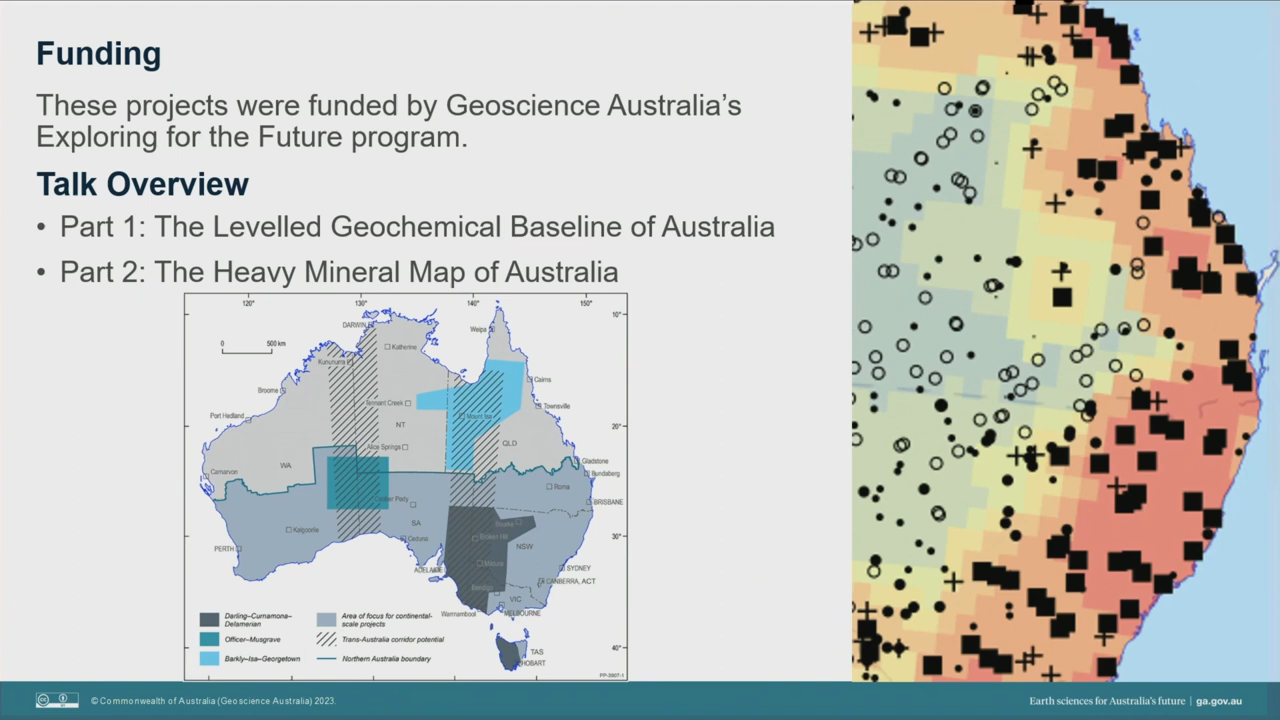 Funding
These projects were funded by Geoscience Australia's
Exploring for the Future program.
Talk Overview
• Part 1: The Levelled Geochemical Baseline of Australia
• Part 2: The Heavy Mineral Map of Australia
120° 130° 140° 150°
10°
DARWIN
Weipa
Katherine
0 500 km
Kununurra
Cairns
Broome
Tennant Creek
Townsville
Port Hedland
Mount Isa
NT
20°
Alice Springs
QLD
WA
Gladstone
Carnarvon
Bundaberg
Roma
Coober Pedy
BRISBANE
SA
Bourke
Kalgoorlie
30°
Broken Hill
Ceduna
NSW
PERTH
Mildura
SYDNEY
ADELAIDE
CANBERRA, ACT
Bendigo
VIC
Warrnambool
MELBOURNE
TAS
40°
HOBART
Darling–Curnamona–
Delamerian
Officer–Musgrave
Barkly–Isa–Georgetown
Area of focus for continental-
scale projects
Trans-Australia corridor potential
Northern Australia boundary
PP-3907-1
© Commonwealth of Australia (Geoscience Australia) 2023.
Earth sciences for Australia's future | ga.gov.au